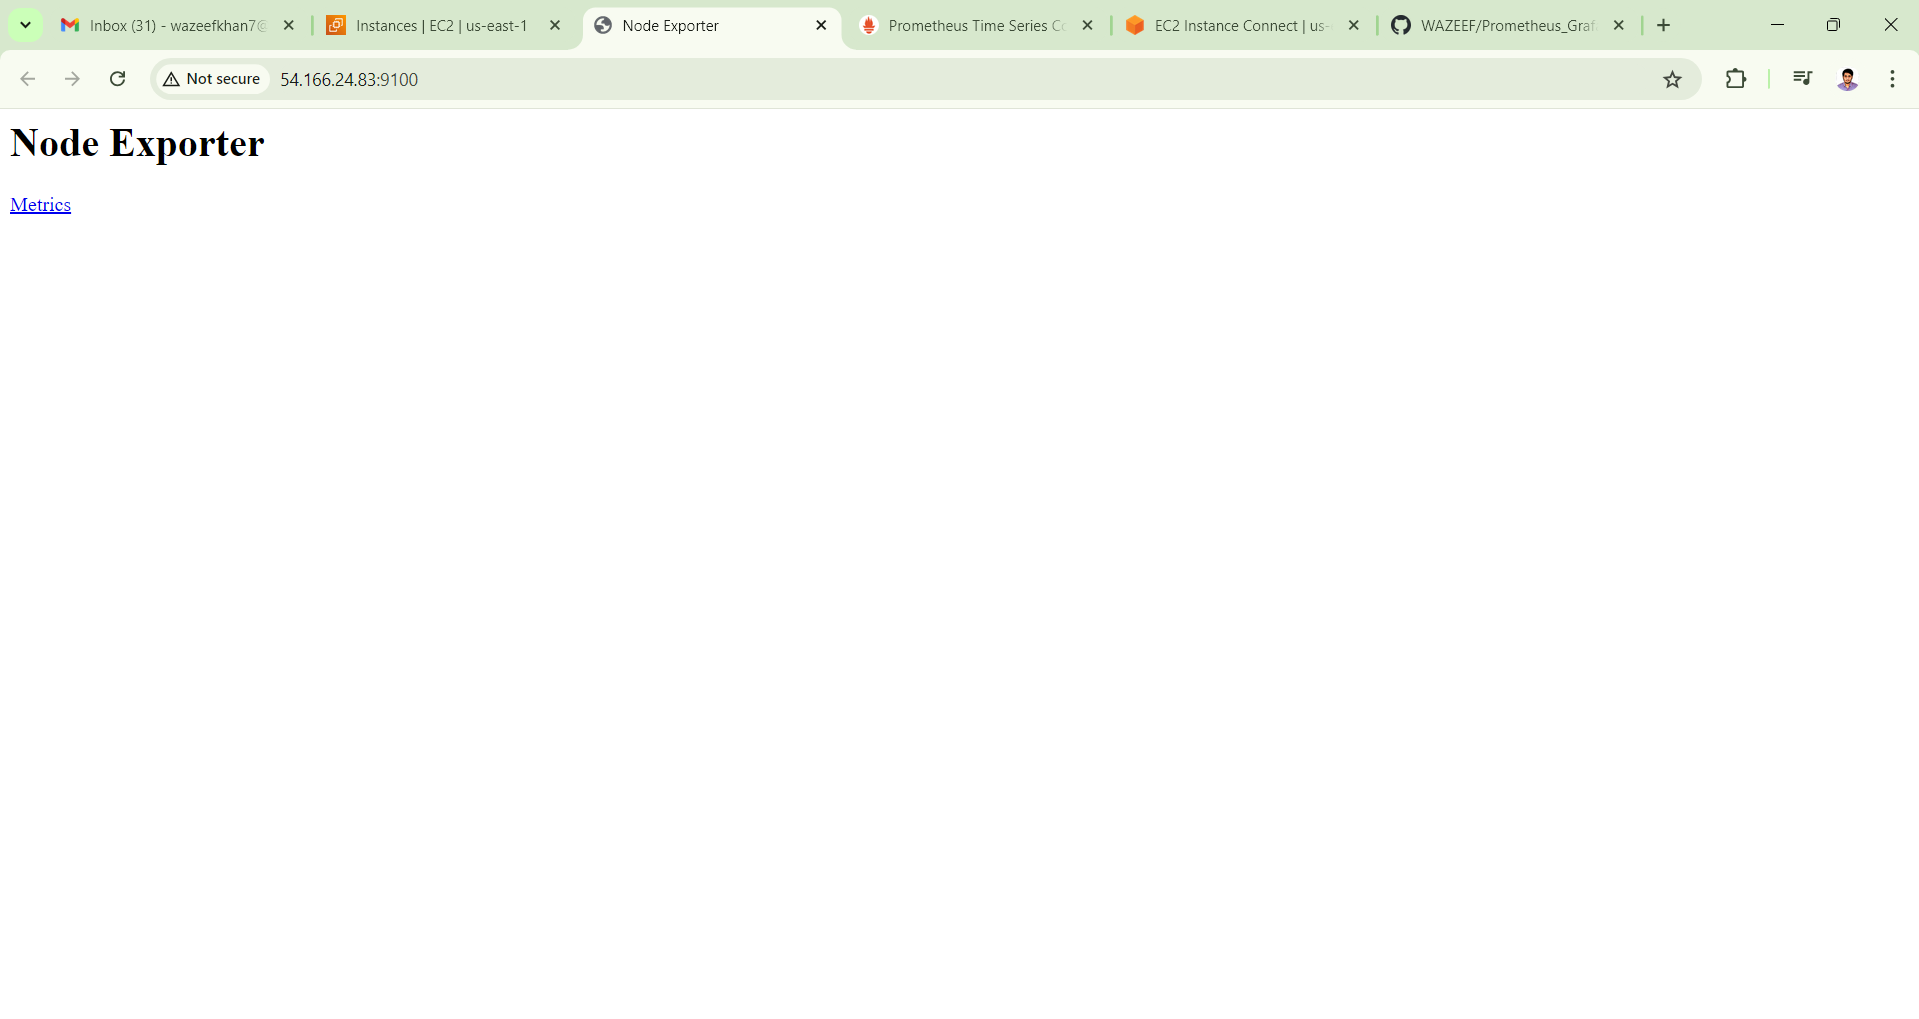 Inbox (31) - wazeefkhan7@
Instances | EC2 | us-east-1
Node Exporter
Prometheus Time Series Co
EC2 Instance Connect | us-
WAZEEF/Prometheus_Graf
Not secure
54.166.24.83:9100
Node Exporter
Metrics